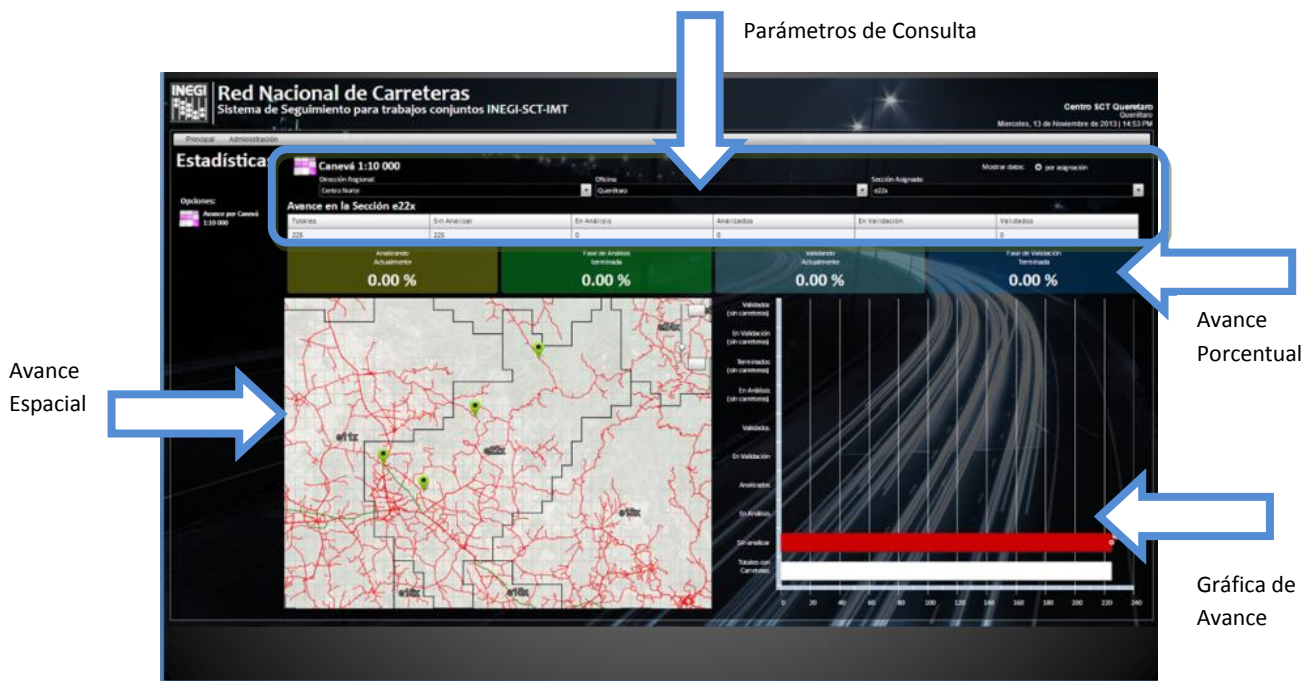 Parámetros de Consulta
INEGI
Red Nacional de Carreteras
Sistema de Seguimiento para trabajos conjuntos INEGI-SCT-IMT
Centro SCT Queretaro
Querétaro
Miercoles, 13 de Noviembre de 2013 | 14:53 PM
Principal Administración
Estadísticas
Canevá 1:10 000
Mostrar datos: por asignación
Dirección Regional:
Oficina:
Sección Asignada:
Centro Norte
Querétaro
e22x
Opciones:
Avance por Canevá
1:10 000
Avance en la Sección e22x
Totales Sin Analizar En Análisis Analizados En Validación Validados
225 225 0 0 0
Analizando
Actualmente
0.00 %
Fase de Análisis
terminada
0.00 %
Validando
Actualmente
0.00 %
Fase de Validación
Terminada
0.00 %
Avance
Porcentual
Avance
Espacial
e24x
e11x
e22x
e18x
Validados
(sin carreteras)
En Validación
(sin carreteras)
Terminados
(sin carreteras)
En Análisis
(sin carreteras)
Validados
En Validación
Analizados
En Análisis
Sin analizar
Totales con
Carreteras
0 20 40 60 80 100 120 140 160 180 200 220 240
Gráfica de
Avance